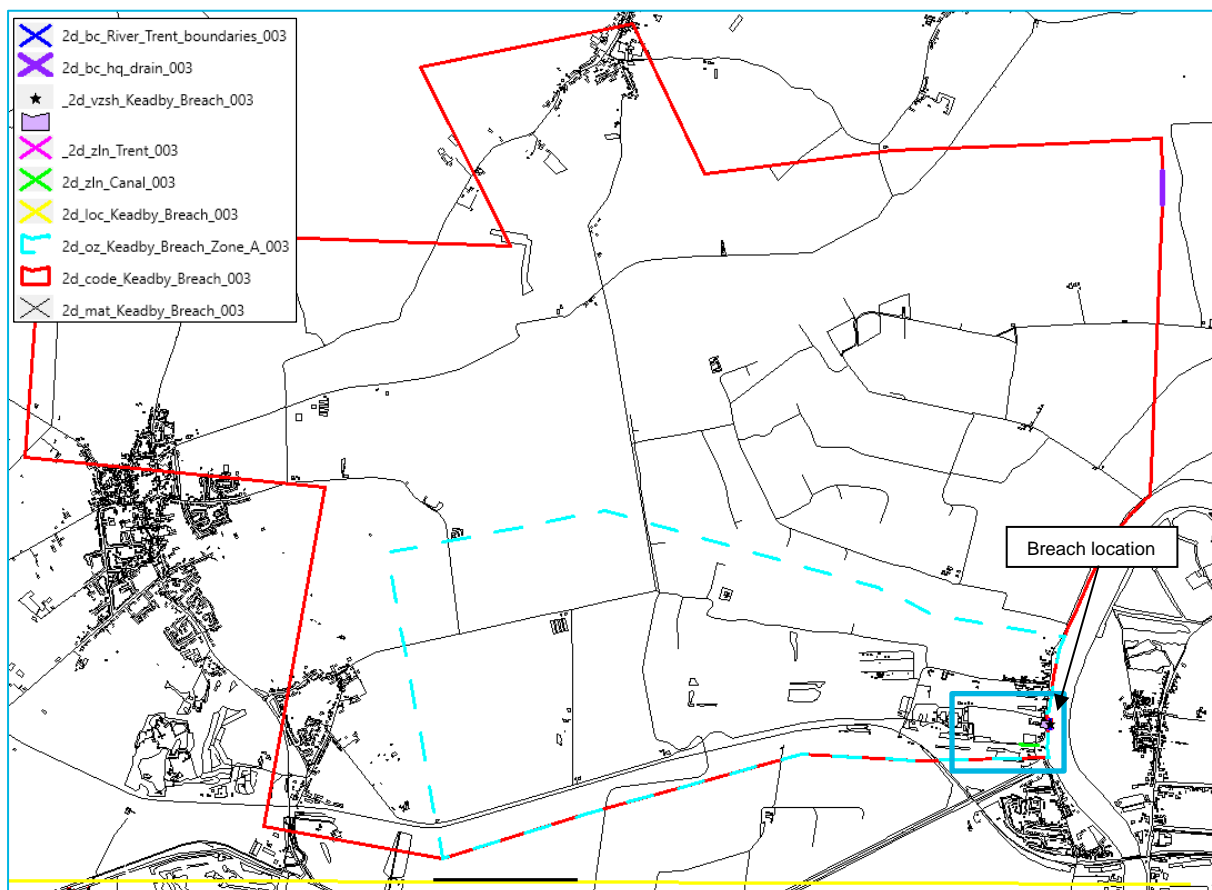 2d_bc_River_Trent_boundaries_003
2d_bc_hq_drain_003
_2d_vzsh_Keadby_Breach_003
_2d_zln_Trent_003
2d_zln_Canal_003
2d_loc_Keadby_Breach_003
2d_oz_Keadby_Breach_Zone_A_003
2d_code_Keadby_Breach_003
2d_mat_Keadby_Breach_003
Breach location